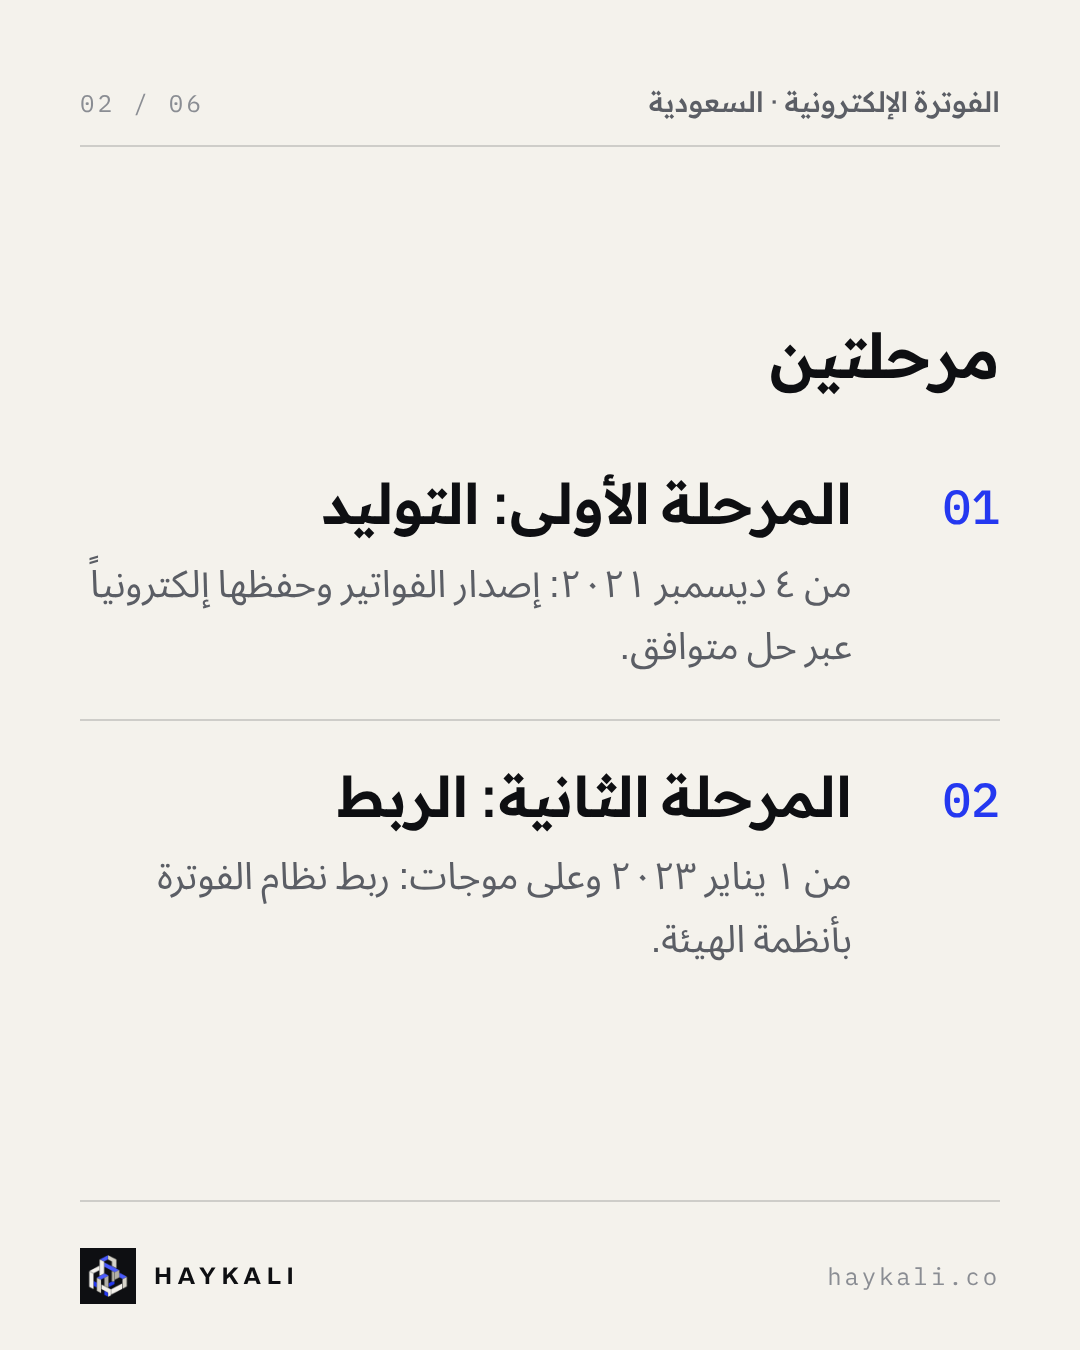 الفوترة الإلكترونية · السعودية
02 / 06
مرحلتين
01
المرحلة الأولى: التوليد
من ٤ ديسمبر ٢٠٢١: إصدار الفواتير وحفظها إلكترونياً
عبر حل متوافق.
02
المرحلة الثانية: الربط
من ١ يناير ٢٠٢٣ وعلى موجات: ربط نظام الفوترة
بأنظمة الهيئة.
HAYKALI
haykali.co